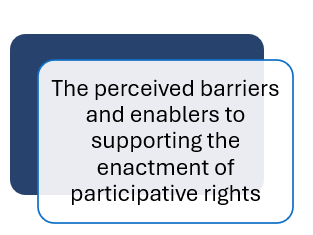 The perceived barriers
and enablers to
supporting the
enactment of
participative rights